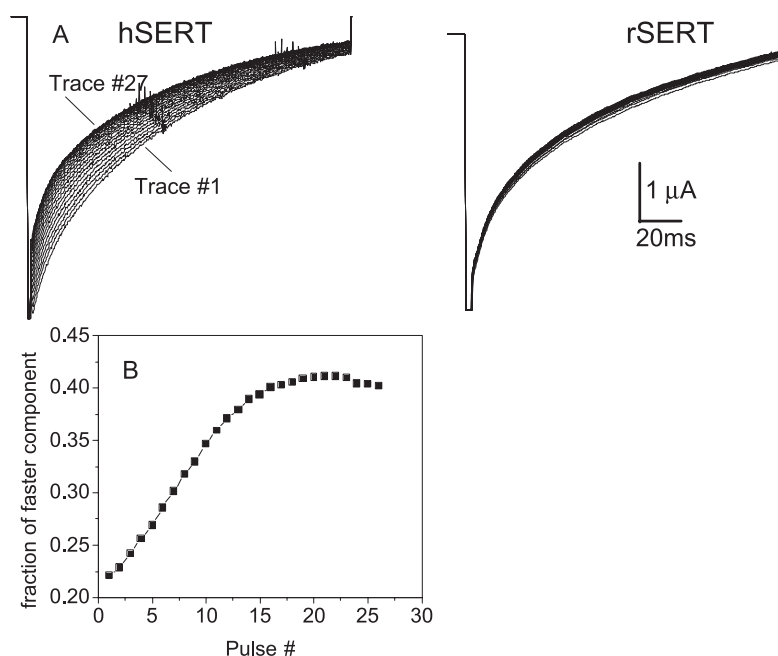 A
hSERT
rSERT
Trace #27
Trace #1
1 μA
20ms
B
fraction of faster component
0.45
0.40
0.35
0.30
0.25
0.20
0
5
10
15
20
25
30
Pulse #